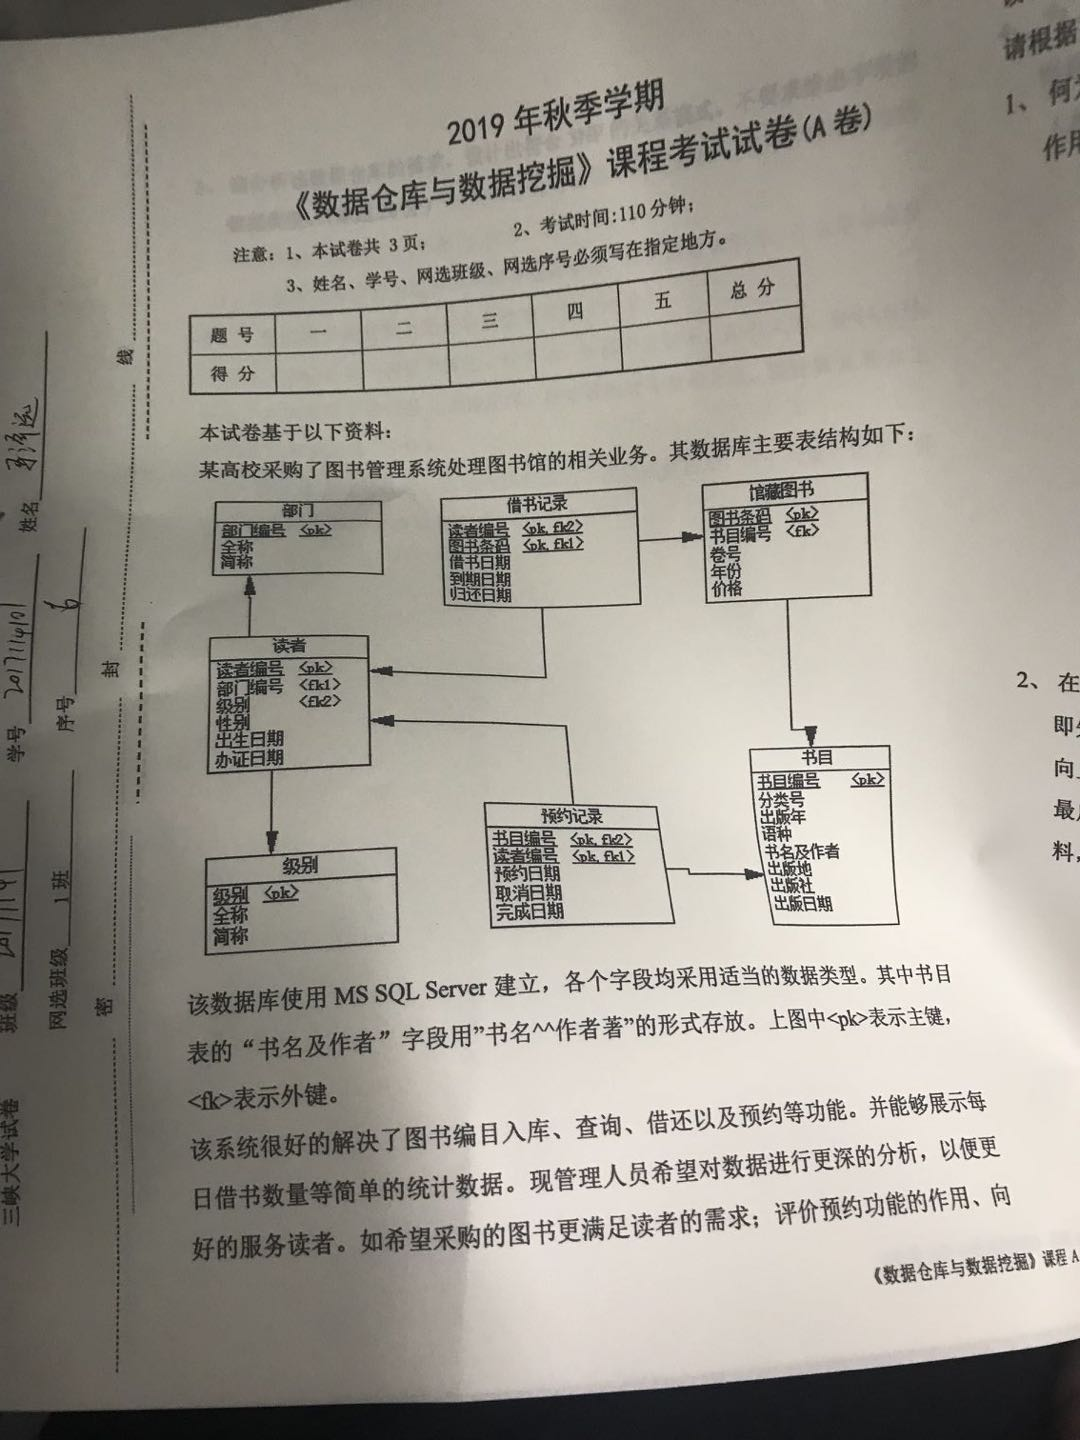 2019 年秋季学期
《数据仓库与数据挖掘》课程考试试卷(A 卷)
注意：1、本试卷共 3 页； 2、考试时间:110 分钟；
3、姓名、学号、网选班级、网选序号必须写在指定地方。
题 号 一 二 三 四 五 总 分
得 分
本试卷基于以下资料：
某高校采购了图书管理系统处理图书馆的相关业务。其数据库主要表结构如下：
部门
部门编号 <pk>
全称
简称
借书记录
读者编号 <pk, fk2>
图书条码 <pk, fk1>
借书日期
到期日期
归还日期
馆藏图书
图书条码 <pk>
书目编号 <fk>
卷号
年份
价格
读者
读者编号 <pk>
部门编号 <fk1>
级别 <fk2>
性别
出生日期
办证日期
书目
书目编号 <pk>
分类号
出版年
语种
书名及作者
出版地
出版社
出版日期
预约记录
书目编号 <pk, fk2>
读者编号 <pk, fk1>
预约日期
取消日期
完成日期
级别
级别 <pk>
全称
简称
该数据库使用 MS SQL Server 建立，各个字段均采用适当的数据类型。其中书目
表的“书名及作者”字段用”书名^^作者著”的形式存放。上图中<pk>表示主键，
<fk>表示外键。
该系统很好的解决了图书编目入库、查询、借还以及预约等功能。并能够展示每
日借书数量等简单的统计数据。现管理人员希望对数据进行更深的分析，以便更
好的服务读者。如希望采购的图书更满足读者的需求；评价预约功能的作用、向
《数据仓库与数据挖掘》课程 A
三峡大学试卷
班级 姓名
学号 2017114101
网选班级 1 班 序号 6
密 封 线
请根据
1、何
作用
2、在
即
向
最
料，